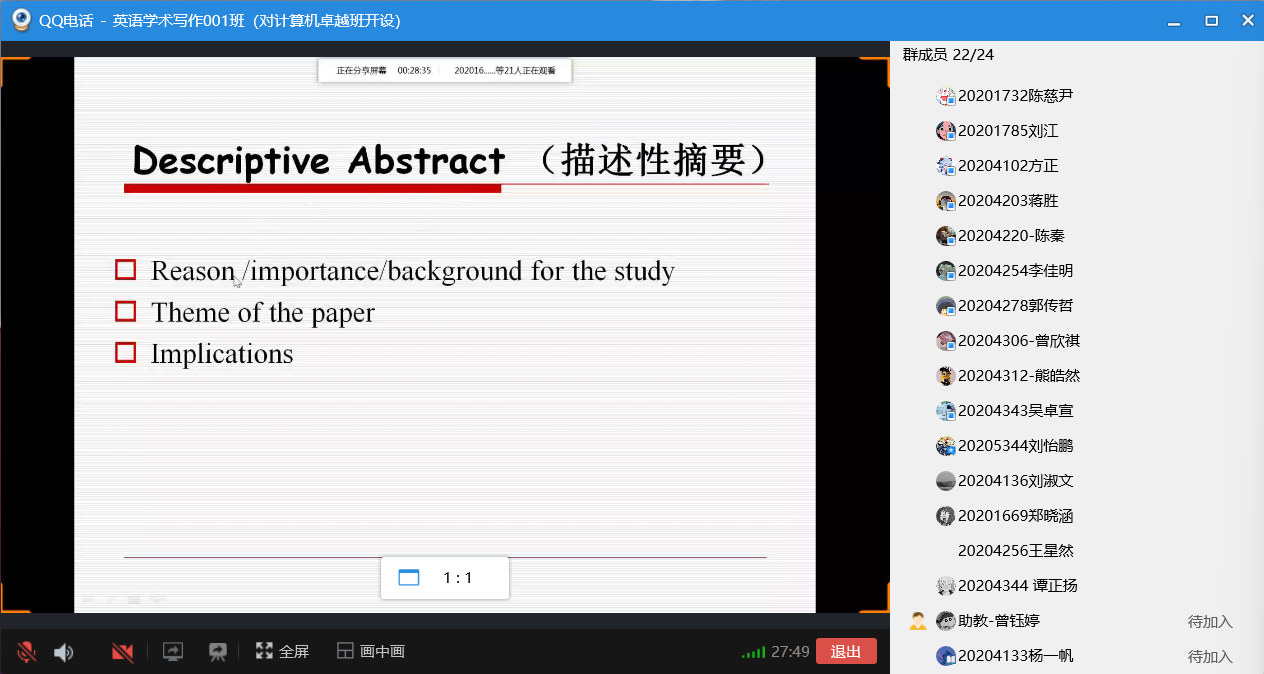 QQ电话 - 英语学术写作001班 (对计算机卓越班开设)
正在分享屏幕 00:28:35 202016......等21人正在观看
Descriptive Abstract （描述性摘要）
Reason /importance/background for the study
Theme of the paper
Implications
1 : 1
全屏
画中画
27:49
退出
群成员 22/24
20201732陈慈尹
20201785刘江
20204102方正
20204203蒋胜
20204220-陈秦
20204254李佳明
20204278郭传哲
20204306-曾欣祺
20204312-熊皓然
20204343吴卓宣
20205344刘怡鹏
20204136刘淑文
20201669郑晓涵
20204256王星然
20204344 谭正扬
助教-曾钰婷 待加入
20204133杨一帆 待加入